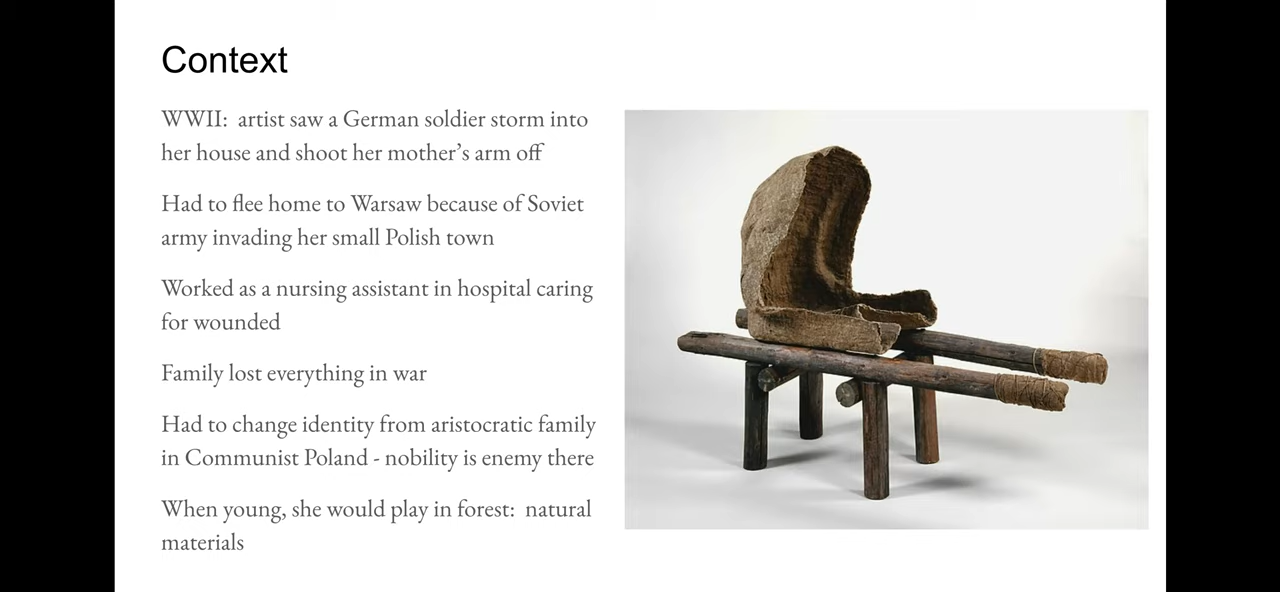 Context
WWII:  artist saw a German soldier storm into
her house and shoot her mother’s arm off
Had to flee home to Warsaw because of Soviet
army invading her small Polish town
Worked as a nursing assistant in hospital caring
for wounded
Family lost everything in war
Had to change identity from aristocratic family
in Communist Poland - nobility is enemy there
When young, she would play in forest:  natural
materials